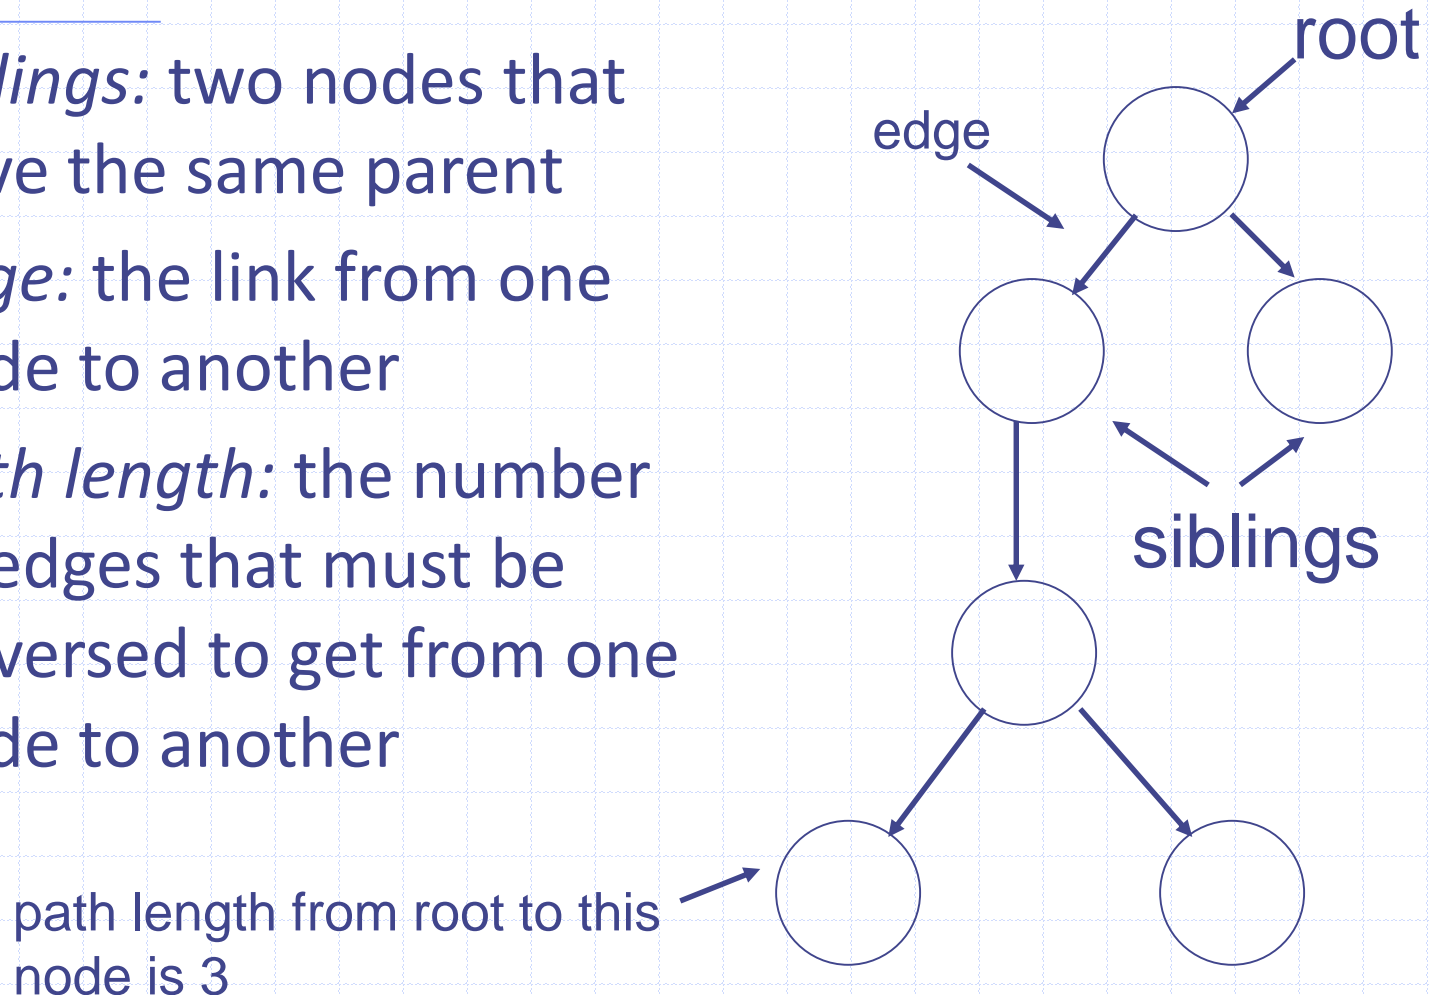 lings: two nodes that
ve the same parent
ge: the link from one
de to another
th length: the number
edges that must be
versed to get from one
de to another
path length from root to this
node is 3
root
edge
siblings